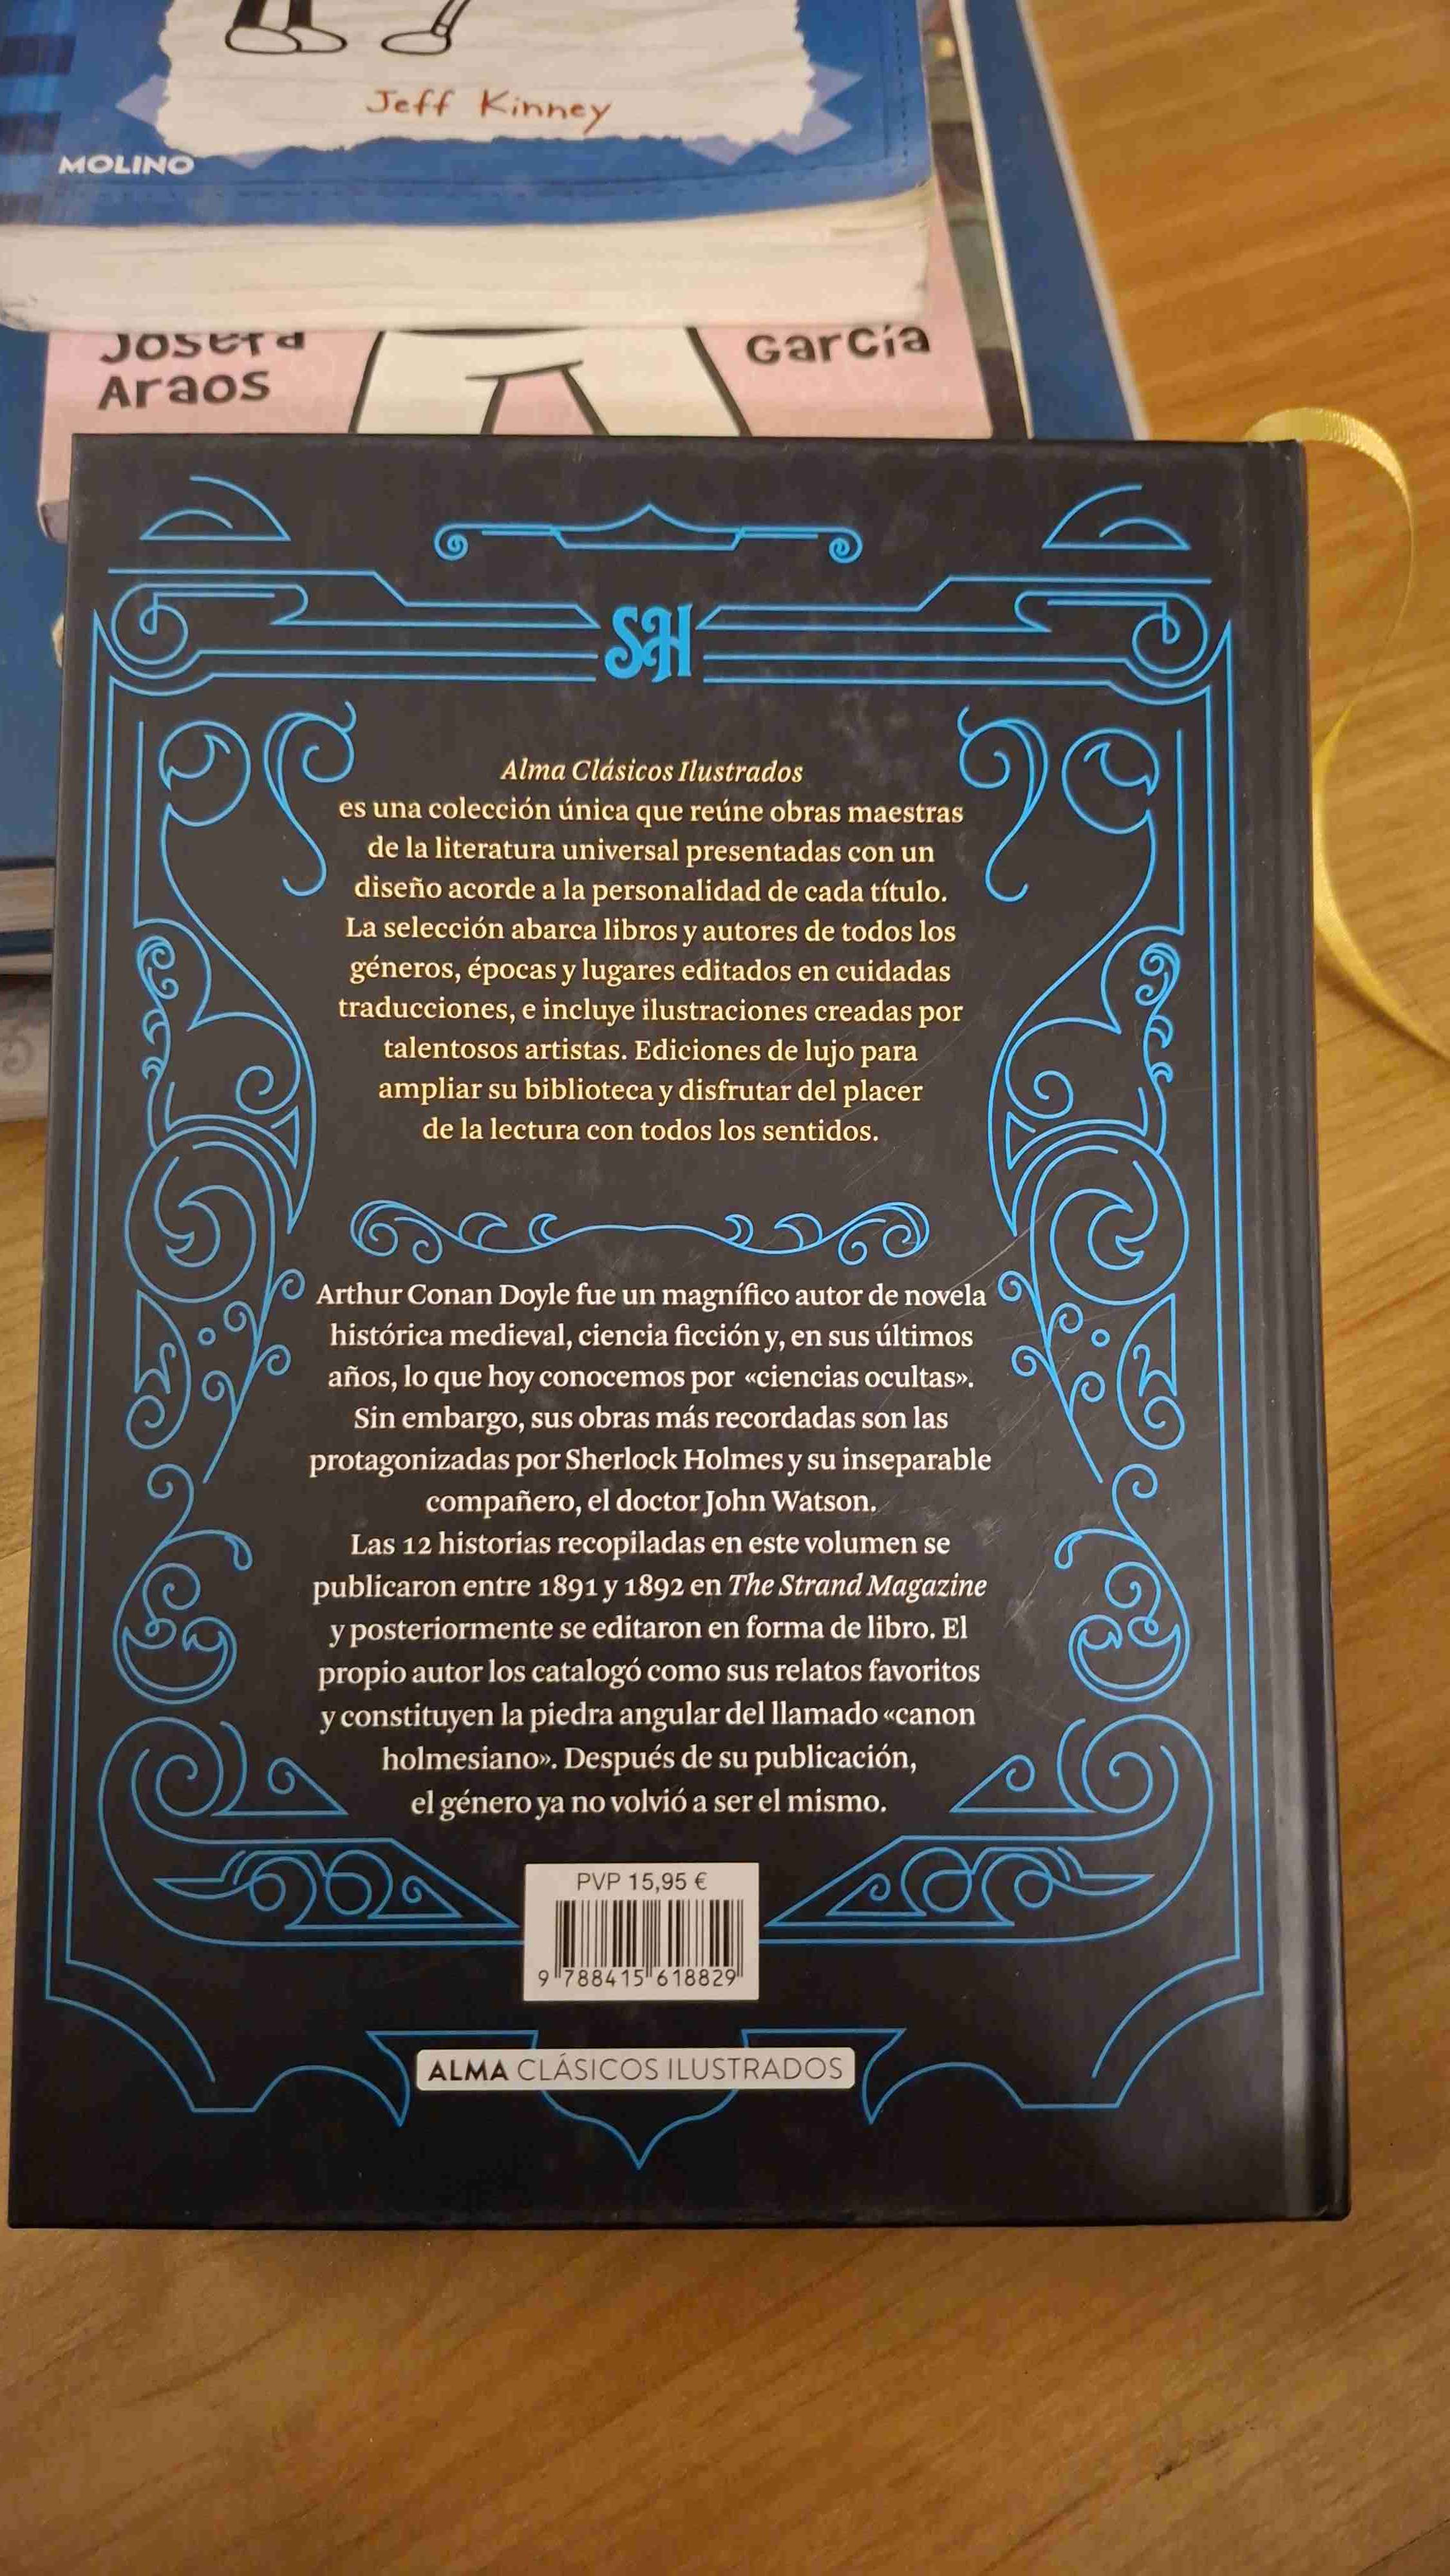 Jeff Kinney
MOLINO
Josefa
Araos
García
SH
Alma Clásicos Ilustrados
es una colección única que reúne obras maestras
de la literatura universal presentadas con un
diseño acorde a la personalidad de cada título.
La selección abarca libros y autores de todos los
géneros, épocas y lugares editados en cuidadas
traducciones, e incluye ilustraciones creadas por
talentosos artistas. Ediciones de lujo para
ampliar su biblioteca y disfrutar del placer
de la lectura con todos los sentidos.
Arthur Conan Doyle fue un magnífico autor de novela
histórica medieval, ciencia ficción y, en sus últimos
años, lo que hoy conocemos por «ciencias ocultas».
Sin embargo, sus obras más recordadas son las
protagonizadas por Sherlock Holmes y su inseparable
compañero, el doctor John Watson.
Las 12 historias recopiladas en este volumen se
publicaron entre 1891 y 1892 en The Strand Magazine
y posteriormente se editaron en forma de libro. El
propio autor los catalogó como sus relatos favoritos
y constituyen la piedra angular del llamado «canon
holmesiano». Después de su publicación,
el género ya no volvió a ser el mismo.
PVP 15,95 €
9 788415 618829
ALMA CLÁSICOS ILUSTRADOS